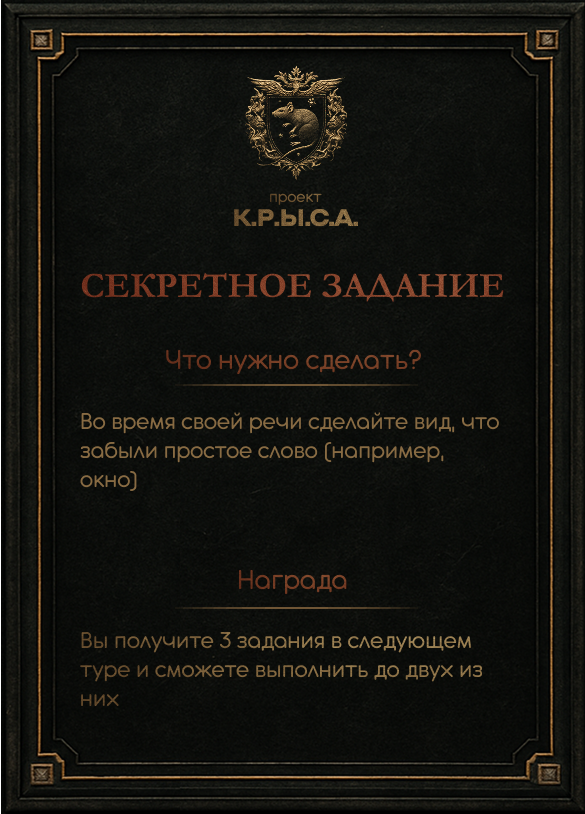 проект
К.Р.Ы.С.А.
СЕКРЕТНОЕ ЗАДАНИЕ
Что нужно сделать?
Во время своей речи сделайте вид, что
забыли простое слово (например,
окно)
Награда
Вы получите 3 задания в следующем
туре и сможете выполнить до двух из
них